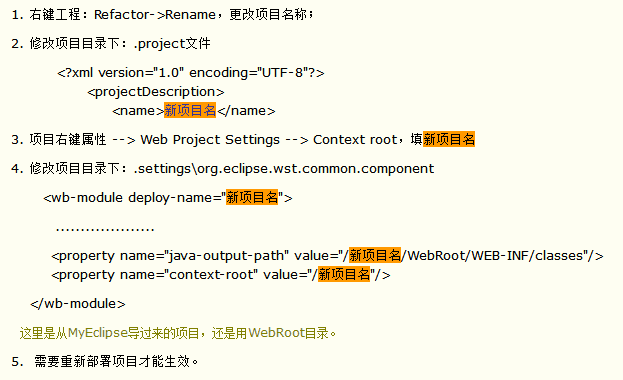 1. 右键工程：Refactor->Rename，更改项目名称；
2. 修改项目目录下：.project文件
<?xml version="1.0" encoding="UTF-8"?>
<projectDescription>
<name>新项目名</name>
3. 项目右键属性 --> Web Project Settings --> Context root，填新项目名
4. 修改项目目录下：.settings\org.eclipse.wst.common.component
<wb-module deploy-name="新项目名">
....................
<property name="java-output-path" value="/新项目名/WebRoot/WEB-INF/classes"/>
<property name="context-root" value="/新项目名"/>
</wb-module>
这里是从MyEclipse导过来的项目，还是用WebRoot目录。
5. 需要重新部署项目才能生效。